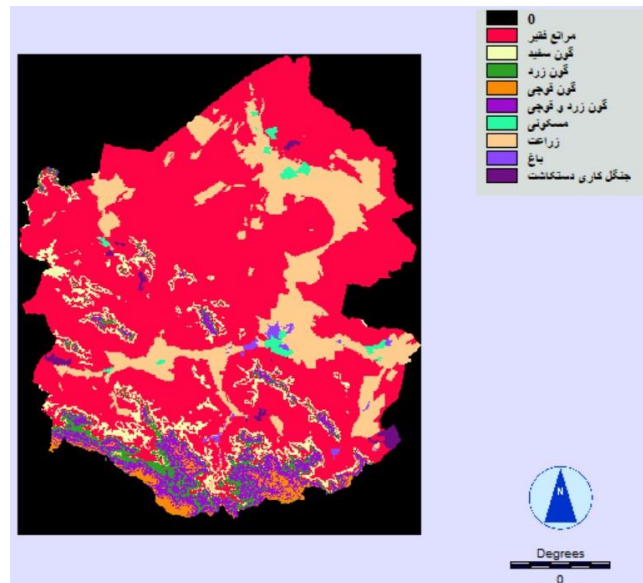 0
مراتع فقیر
گون سفید
گون زرد
گون قوچی
گون زرد و قوچی
مسکونی
زراعت
باغ
جنگل کاری دستکاشت
N
Degrees
0